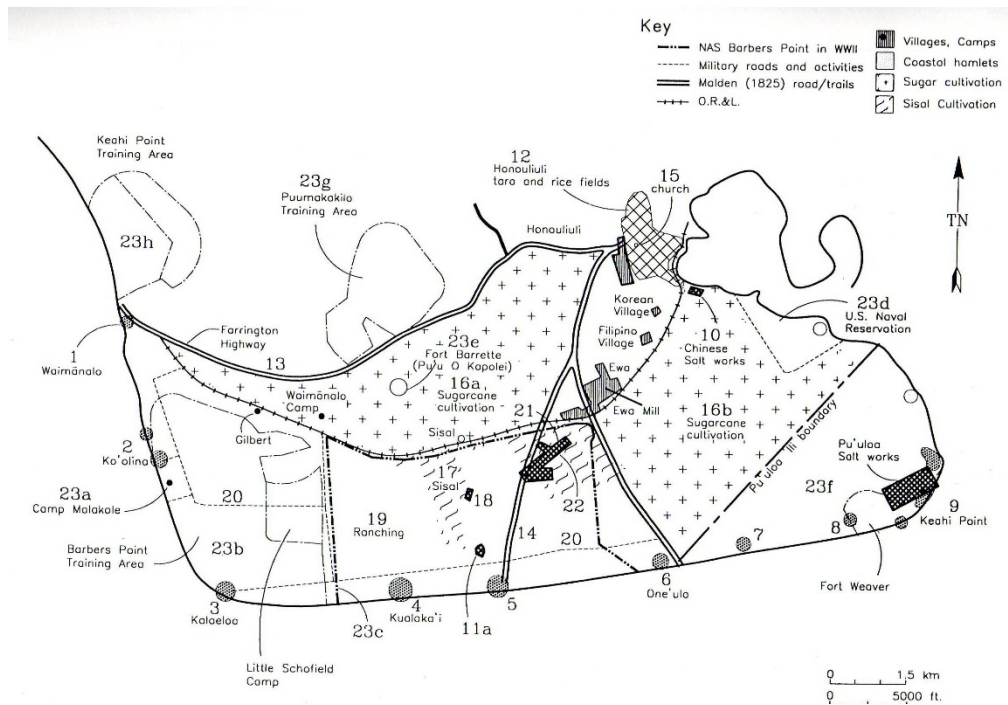 Key
NAS Barbers Point in WWII
Military roads and activities
Malden (1825) road/trails
O.R.&L.
Villages, Camps
Coastal hamlets
Sugar cultivation
Sisal Cultivation
TN
Keahi Point
Training Area
23h
23g
Puumakakiio
Training Area
12
Honouliuli
taro and rice fields
15
church
Honouliuli
1
Waimānalo
Farrington
Highway
13
23e
Fort Barrette
(Pu'u O Kapolei)
16a
Sugarcane
cultivation
Korean
Village
Filipino
Village
10
Chinese
Salt works
23d
U.S. Naval
Reservation
Waimānalo
Camp
Gilbert
Ewa
Ewa Mill
16b
Sugarcane
cultivation
Pu'uloa Ili boundary
Pu'uloa
Salt works
2
Ko'olina
23a
Camp Malakole
20
Sisal
21
17
Sisal
18
22
19
Ranching
14
20
23f
9
Keahi Point
8
7
Barbers Point
Training Area
23b
3
Kalaeloa
4
Kualaka'i
5
6
One'ula
Fort Weaver
23c
11a
Little Schofield
Camp
0 1.5 km
0 5000 ft.